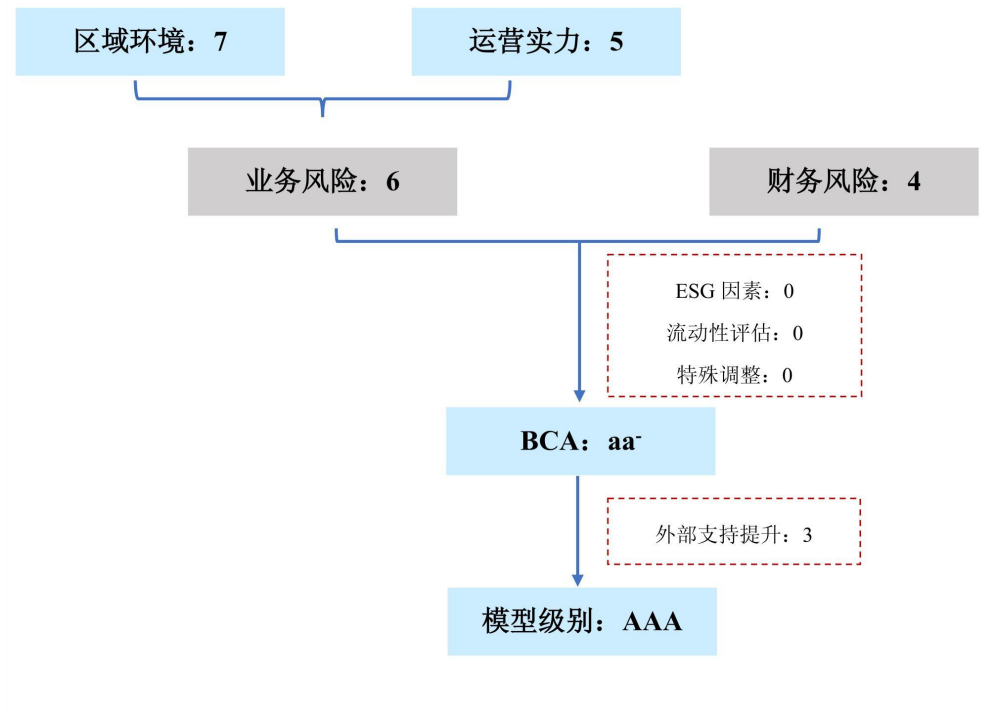 区域环境：7
运营实力：5
业务风险：6
财务风险：4
ESG 因素：0
流动性评估：0
特殊调整：0
BCA：aa-
外部支持提升：3
模型级别：AAA